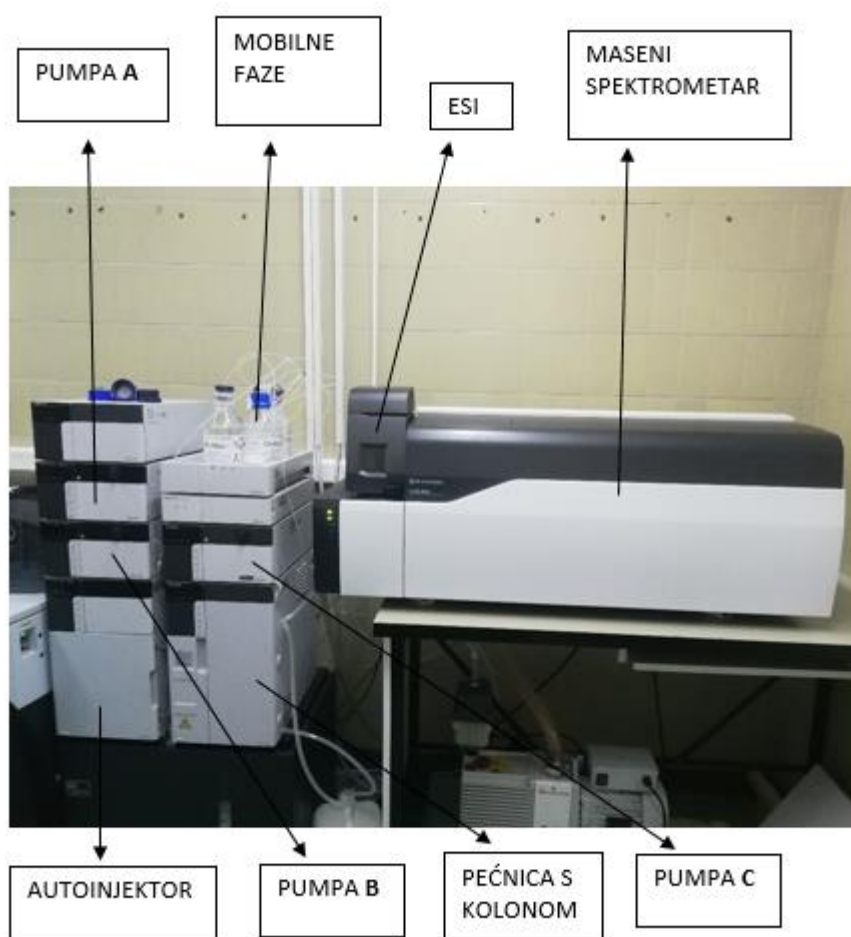 PUMPA A
MOBILNE
FAZE
ESI
MASENI
SPEKTROMETAR
AUTOINJEKTOR
PUMPA B
PEĆNICA S
KOLONOM
PUMPA C